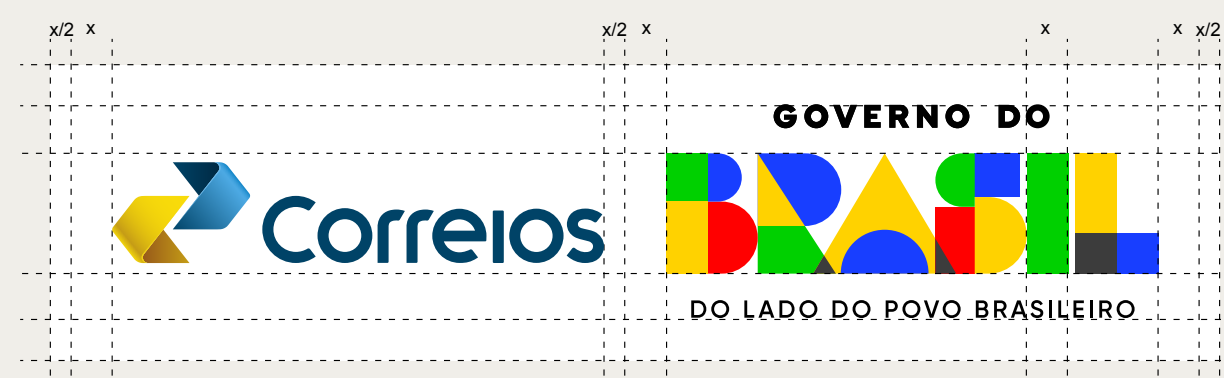 x/2 x x/2 x x x x/2
GOVERNO DO
BRASIL
Correios
DO LADO DO POVO BRASILEIRO